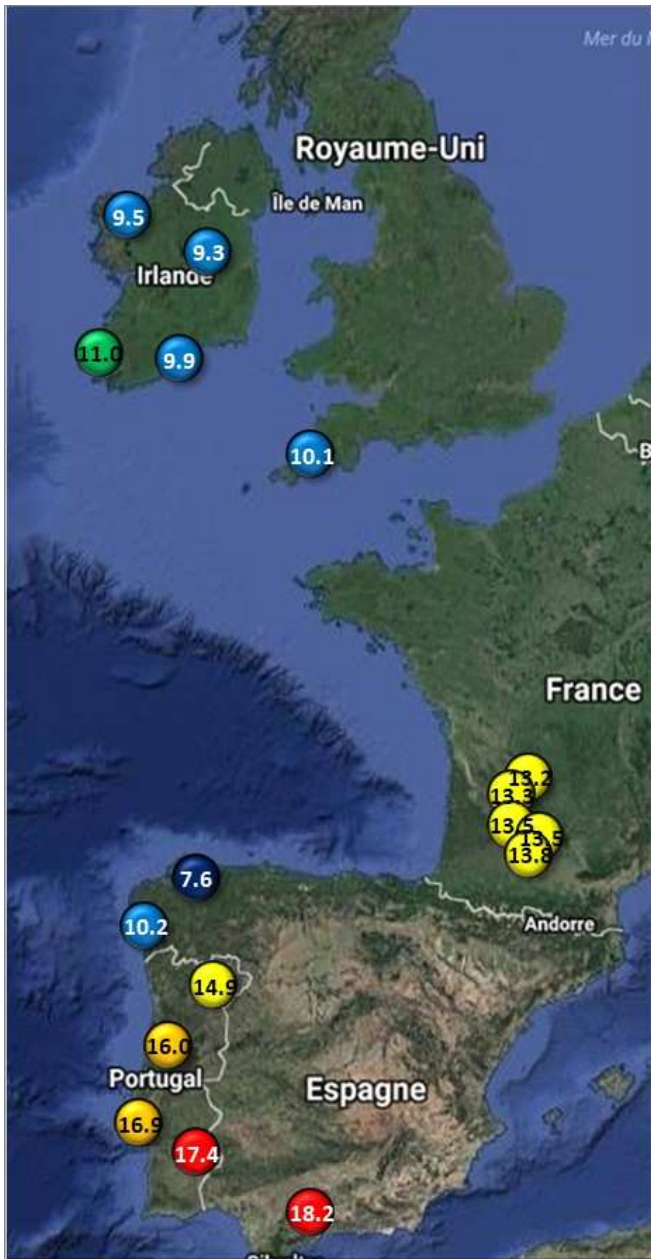 Mer du
Royaume-Uni
Île de Man
9.5
9.3
Irlande
11.0
9.9
10.1
B
France
13.2
13.3
13.5
13.5
13.8
7.6
10.2
Andorre
14.9
16.0
Portugal
Espagne
16.9
17.4
18.2